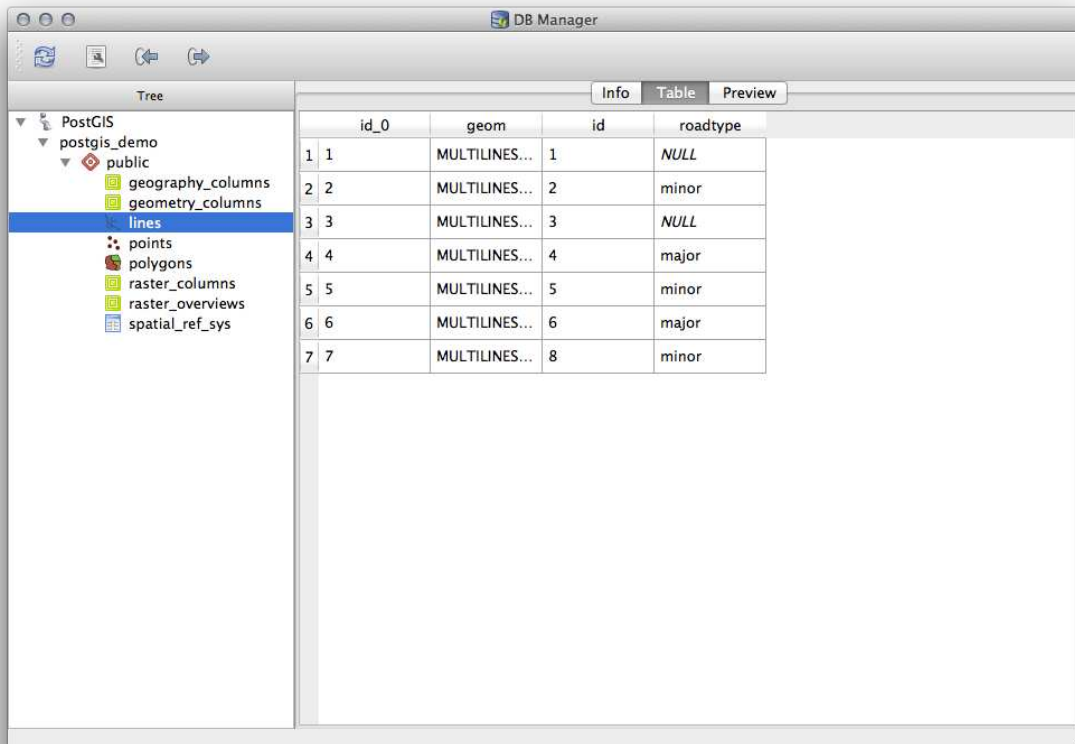 DB Manager
Tree
Info Table Preview
PostGIS
postgis_demo
public
geography_columns
geometry_columns
lines
points
polygons
raster_columns
raster_overviews
spatial_ref_sys
id_0 geom id roadtype
1 1 MULTILINES... 1 NULL
2 2 MULTILINES... 2 minor
3 3 MULTILINES... 3 NULL
4 4 MULTILINES... 4 major
5 5 MULTILINES... 5 minor
6 6 MULTILINES... 6 major
7 7 MULTILINES... 8 minor